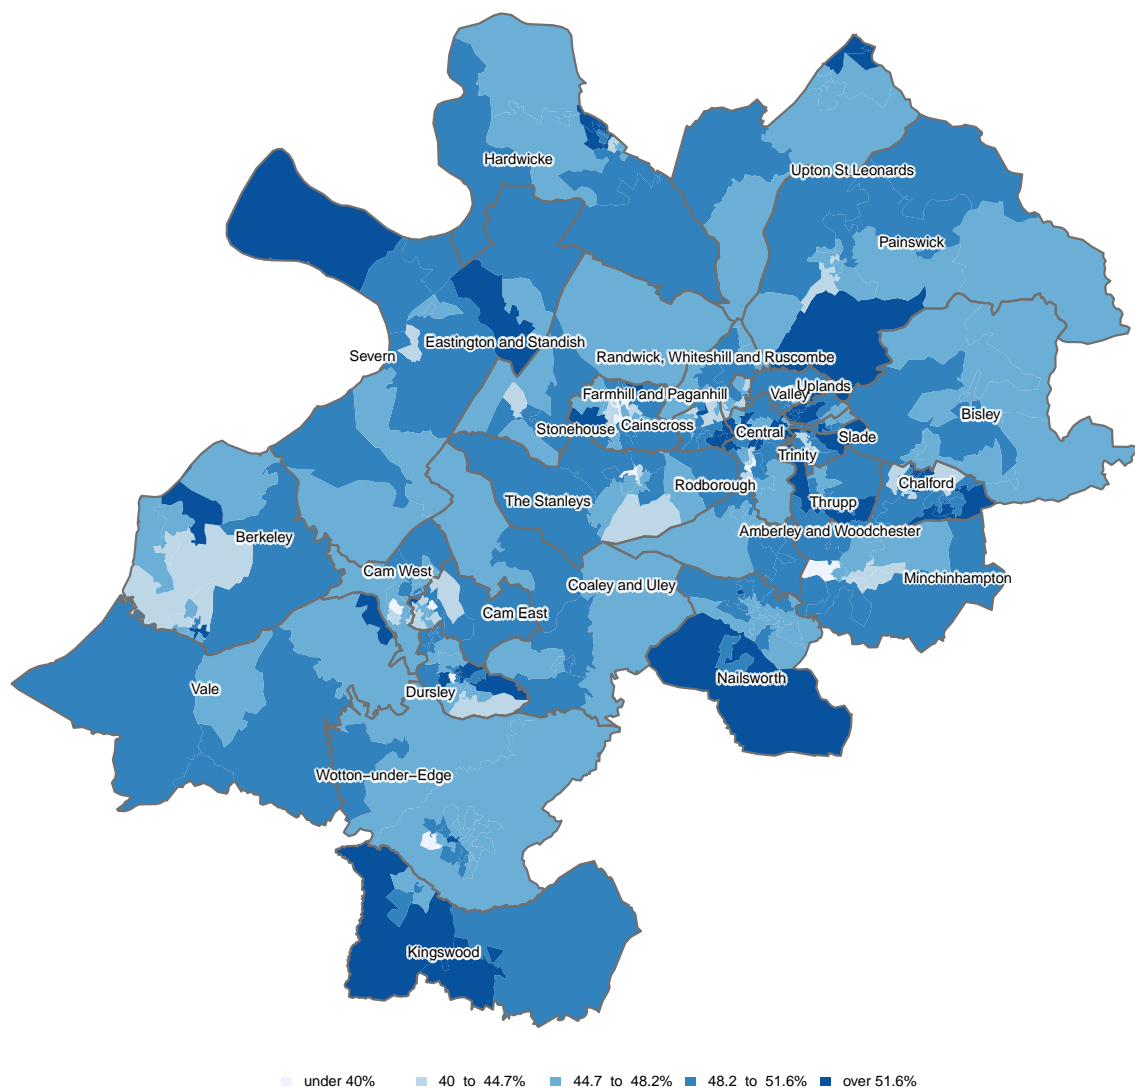 Hardwicke
Upton St Leonards
Painswick
Severn
Eastington and Standish
Randwick, Whiteshill and Ruscombe
Farmhill and Paganhill
Valley
Uplands
Bisley
Stonehouse
Cainscross
Central
Slade
Trinity
The Stanleys
Rodborough
Thrupp
Chalford
Berkeley
Amberley and Woodchester
Cam West
Coaley and Uley
Minchinhampton
Cam East
Vale
Dursley
Nailsworth
Wotton−under−Edge
Kingswood
under 40% 40 to 44.7% 44.7 to 48.2% 48.2 to 51.6% over 51.6%